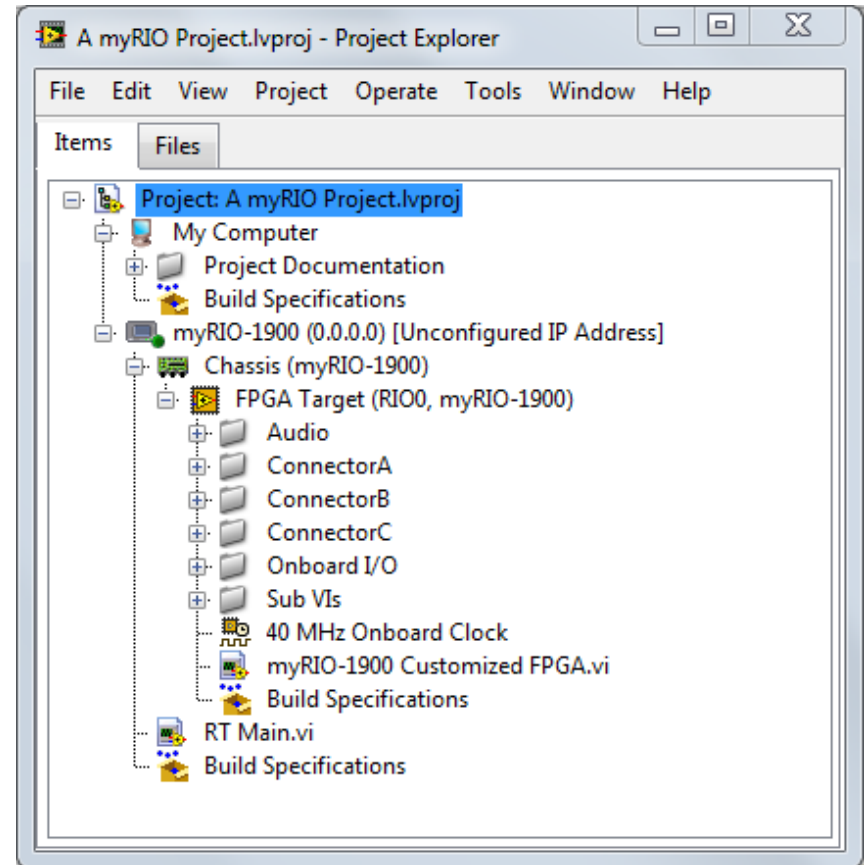 A myRIO Project.lvproj - Project Explorer
File Edit View Project Operate Tools Window Help
Items Files
Project: A myRIO Project.lvproj
My Computer
Project Documentation
Build Specifications
myRIO-1900 (0.0.0.0) [Unconfigured IP Address]
Chassis (myRIO-1900)
FPGA Target (RIO0, myRIO-1900)
Audio
ConnectorA
ConnectorB
ConnectorC
Onboard I/O
Sub VIs
40 MHz Onboard Clock
myRIO-1900 Customized FPGA.vi
Build Specifications
RT Main.vi
Build Specifications